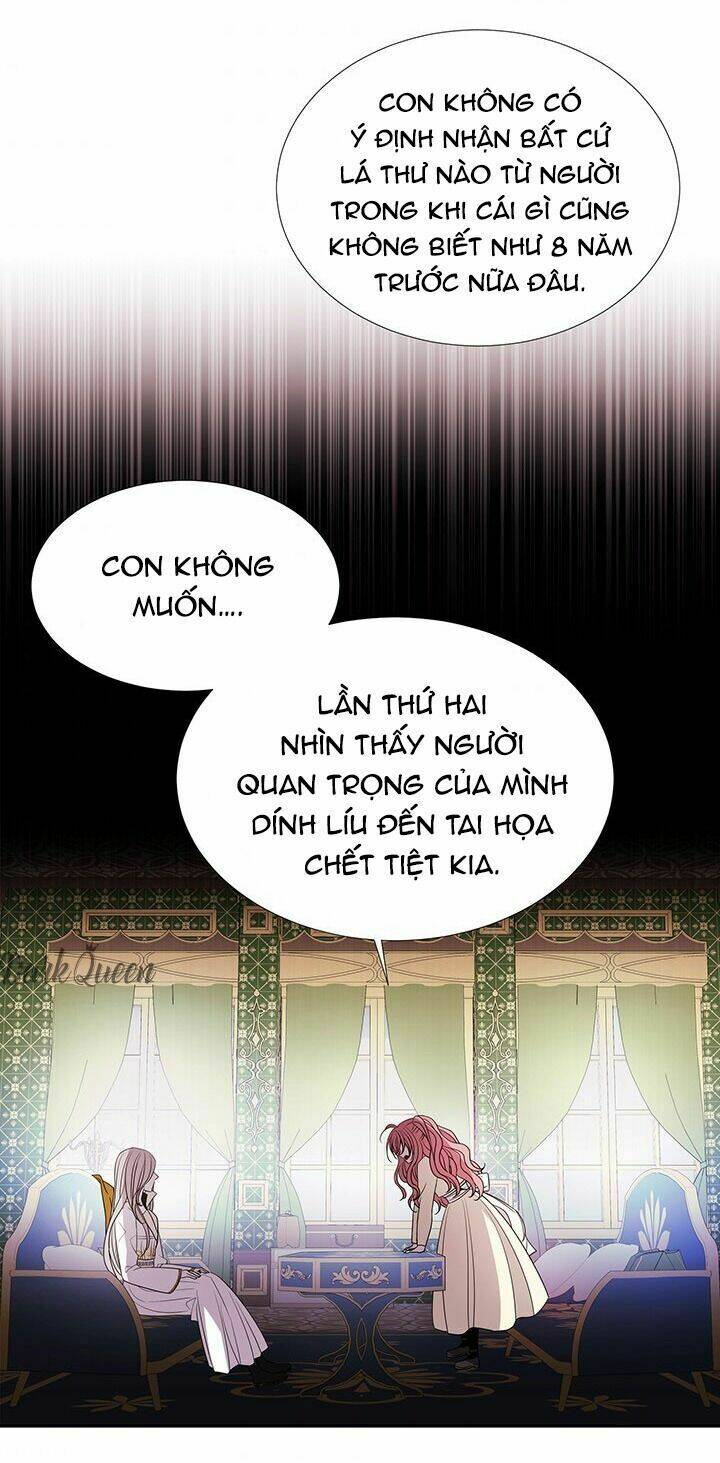 CON KHÔNG CÓ
Ý ĐỊNH NHẬN BẤT CỨ
LÁ THƯ NÀO TỪ NGƯỜI
TRONG KHI CÁI GÌ CŨNG
KHÔNG BIẾT NHƯ 8 NĂM
TRƯỚC NỮA ĐÂU.
CON KHÔNG
MUỐN....
LẦN THỨ HAI
NHÌN THẤY NGƯỜI
QUAN TRỌNG CỦA MÌNH
DÍNH LÍU ĐẾN TAI HỌA
CHẾT TIỆT KIA.
Dark Queen